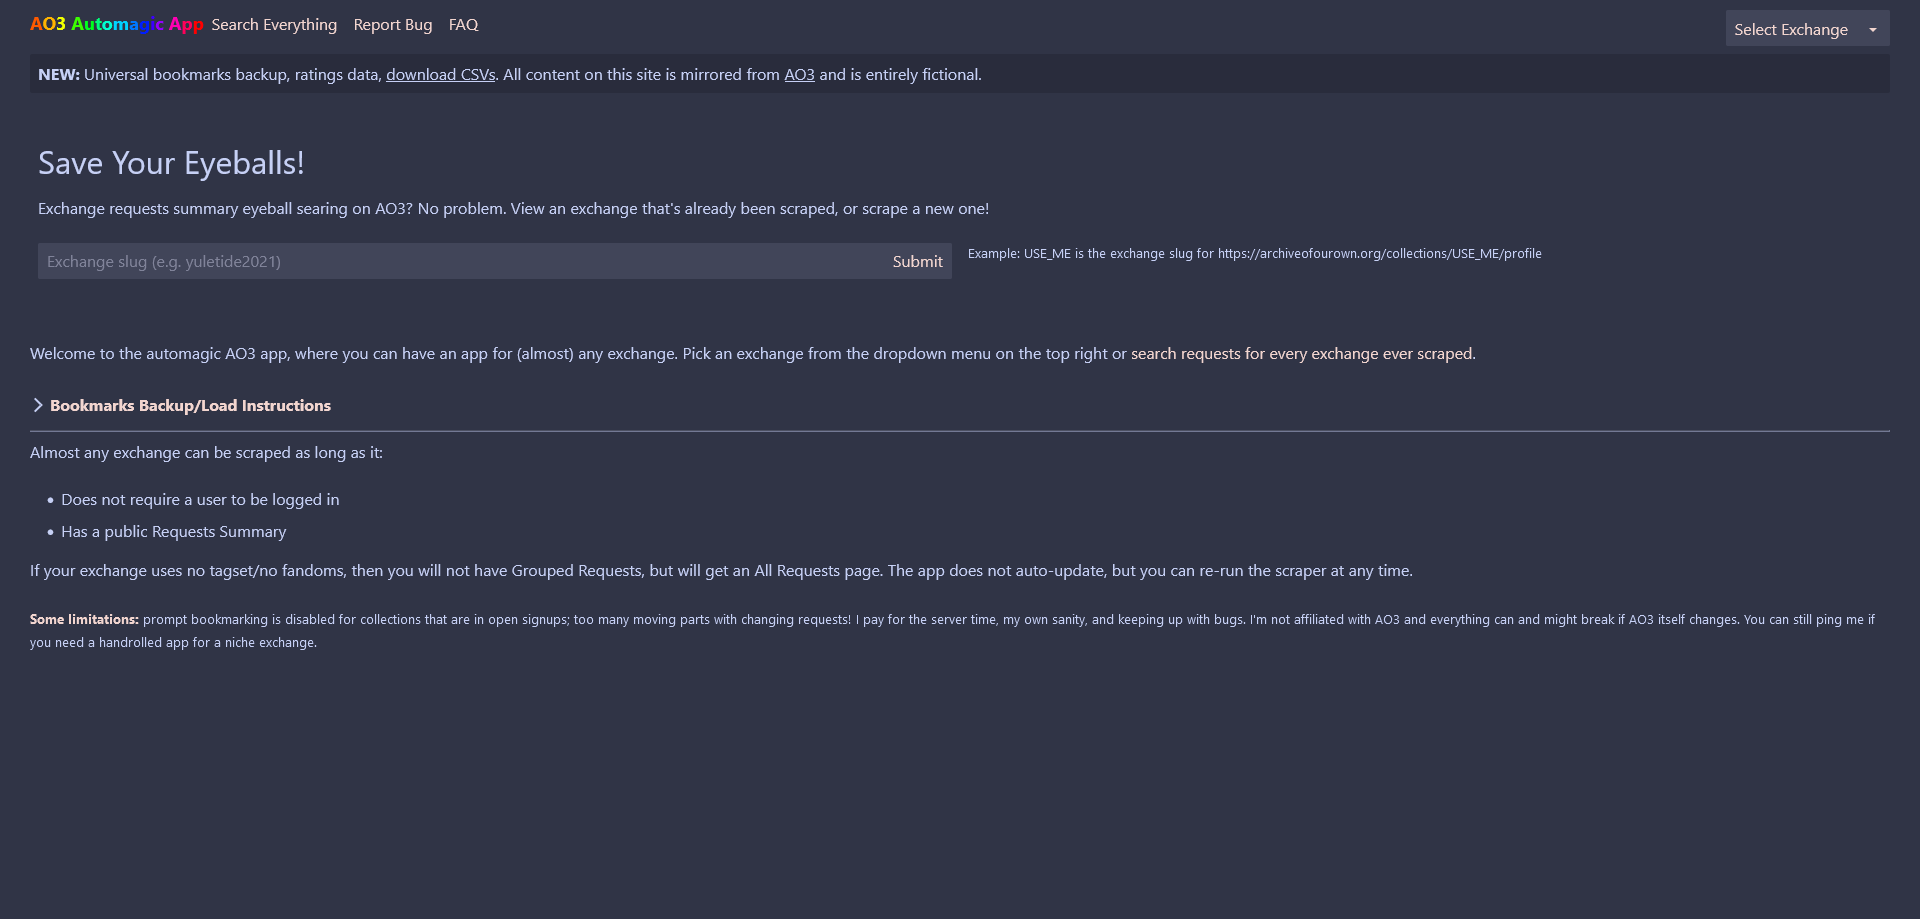 AO3 Automagic App Search Everything Report Bug FAQ
Select Exchange
NEW: Universal bookmarks backup, ratings data, download CSVs. All content on this site is mirrored from AO3 and is entirely fictional.
Save Your Eyeballs!
Exchange requests summary eyeball searing on AO3? No problem. View an exchange that's already been scraped, or scrape a new one!
Exchange slug (e.g. yuletide2021)
Submit
Example: USE_ME is the exchange slug for https://archiveofourown.org/collections/USE_ME/profile
Welcome to the automagic AO3 app, where you can have an app for (almost) any exchange. Pick an exchange from the dropdown menu on the top right or search requests for every exchange ever scraped.
Bookmarks Backup/Load Instructions
Almost any exchange can be scraped as long as it:
• Does not require a user to be logged in
• Has a public Requests Summary
If your exchange uses no tagset/no fandoms, then you will not have Grouped Requests, but will get an All Requests page. The app does not auto-update, but you can re-run the scraper at any time.
Some limitations: prompt bookmarking is disabled for collections that are in open signups; too many moving parts with changing requests! I pay for the server time, my own sanity, and keeping up with bugs. I'm not affiliated with AO3 and everything can and might break if AO3 itself changes. You can still ping me if
you need a handrolled app for a niche exchange.